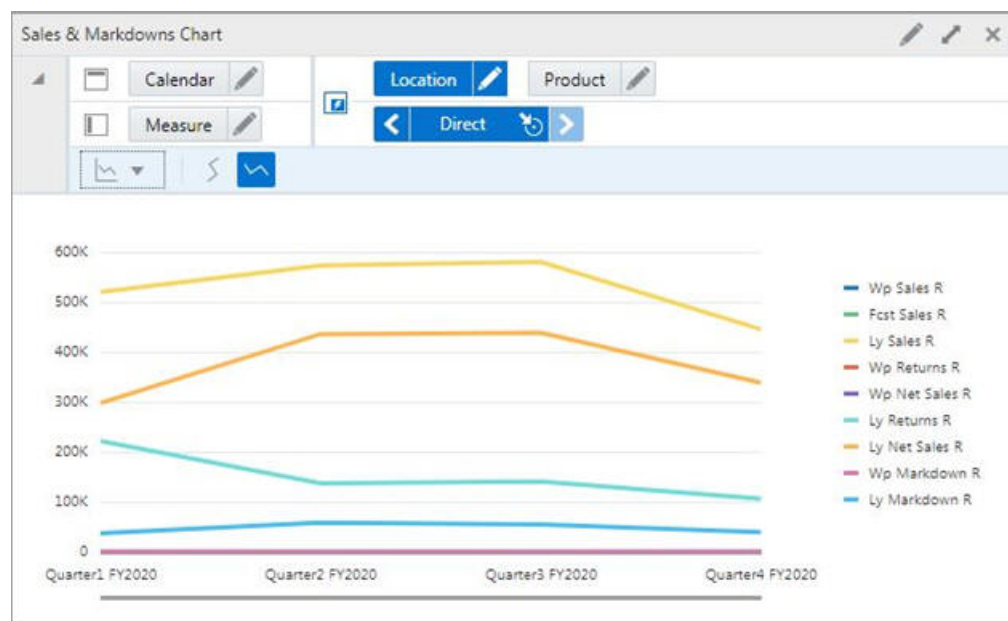 Sales & Markdowns Chart
Calendar
Location
Product
Measure
Direct
600K
500K
400K
300K
200K
100K
0
Quarter1 FY2020
Quarter2 FY2020
Quarter3 FY2020
Quarter4 FY2020
Wp Sales R
Fcst Sales R
Ly Sales R
Wp Returns R
Wp Net Sales R
Ly Returns R
Ly Net Sales R
Wp Markdown R
Ly Markdown R